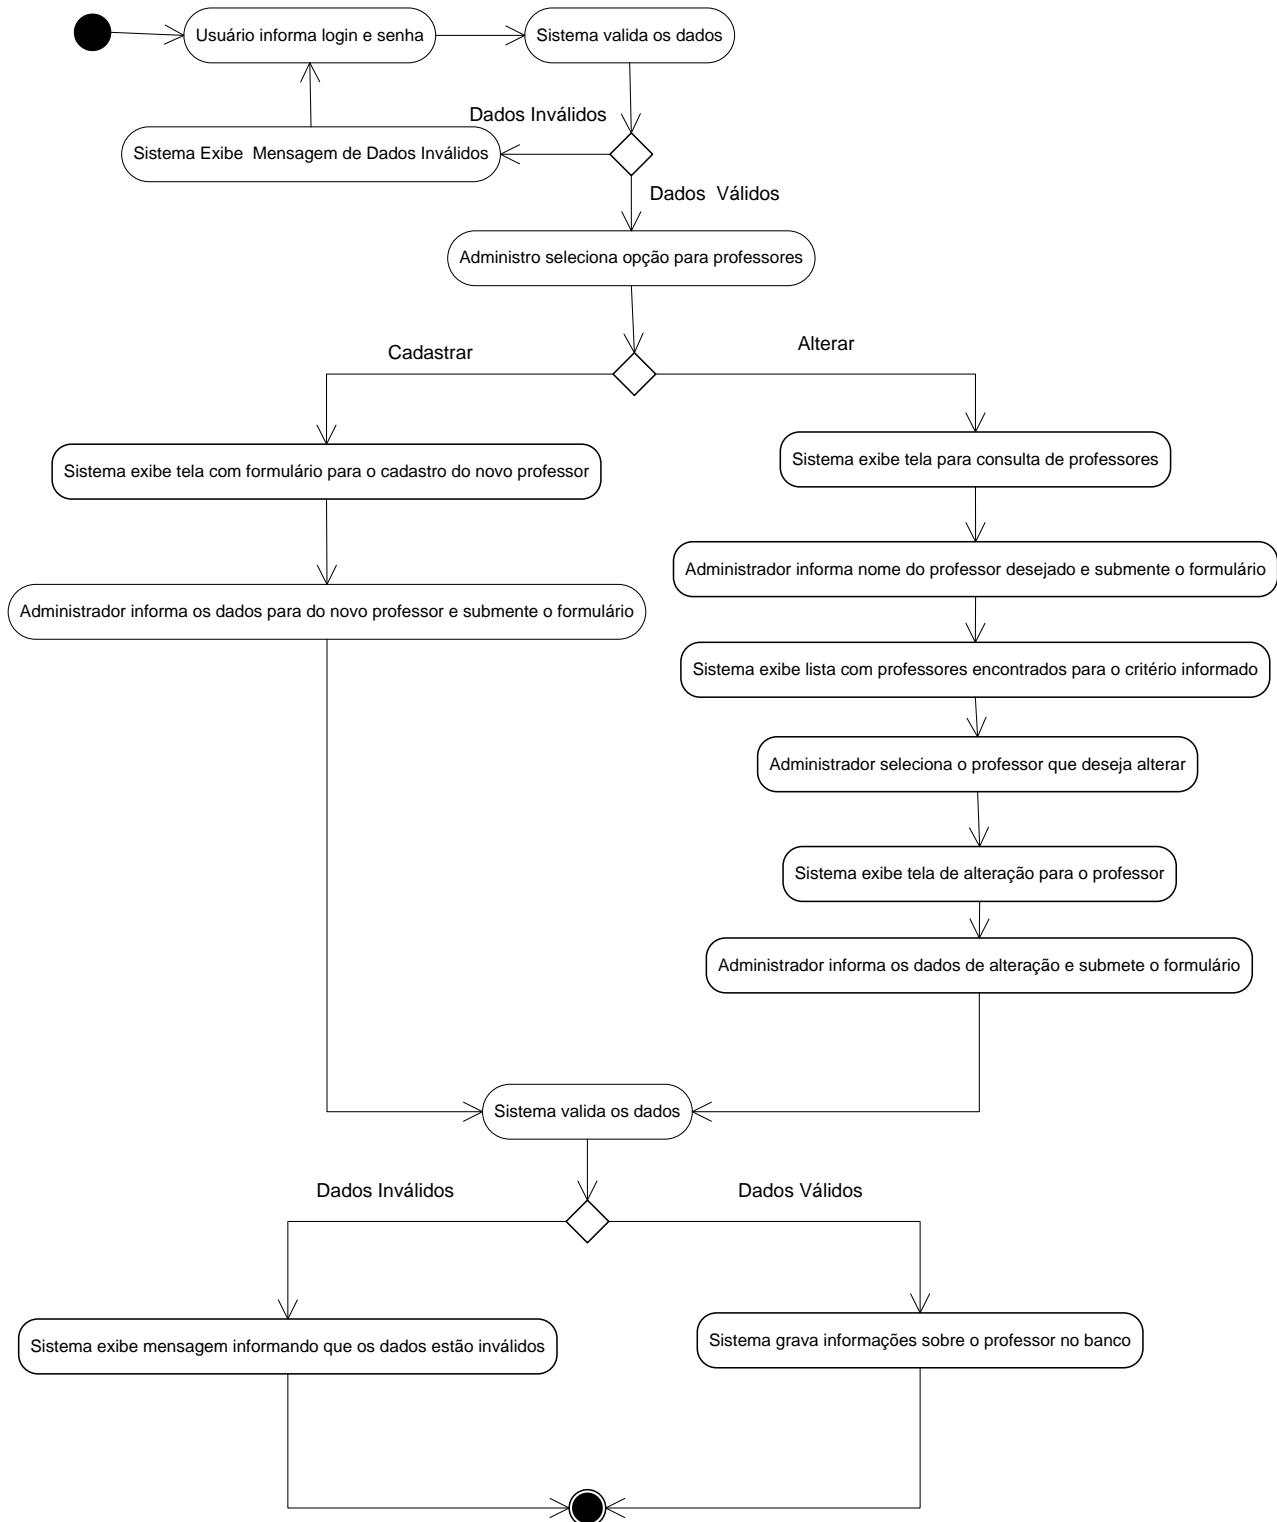 Usuário informa login e senha
Sistema valida os dados
Dados Inválidos
Sistema Exibe  Mensagem de Dados Inválidos
Dados  Válidos
Administro seleciona opção para professores
Cadastrar
Alterar
Sistema exibe tela com formulário para o cadastro do novo professor
Sistema exibe tela para consulta de professores
Administrador informa nome do professor desejado e submente o formulário
Administrador informa os dados para do novo professor e submente o formulário
Sistema exibe lista com professores encontrados para o critério informado
Administrador seleciona o professor que deseja alterar
Sistema exibe tela de alteração para o professor
Administrador informa os dados de alteração e submete o formulário
Sistema valida os dados
Dados Inválidos
Dados Válidos
Sistema exibe mensagem informando que os dados estão inválidos
Sistema grava informações sobre o professor no banco